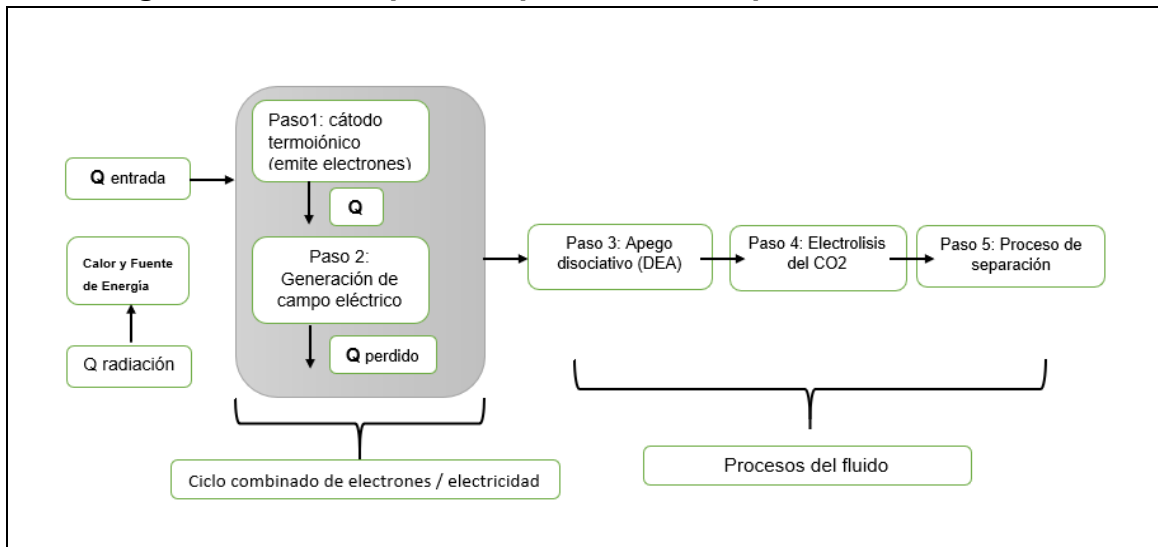 Paso1: cátodo
termoiónico
(emite electrones)
Q entrada
Q
Calor y Fuente
de Energía
Paso 2:
Generación de
campo eléctrico
Paso 3: Apego
disociativo (DEA)
Paso 4: Electrolisis
del CO2
Paso 5: Proceso de
separación
Q perdido
Q radiación
Ciclo combinado de electrones / electricidad
Procesos del fluido